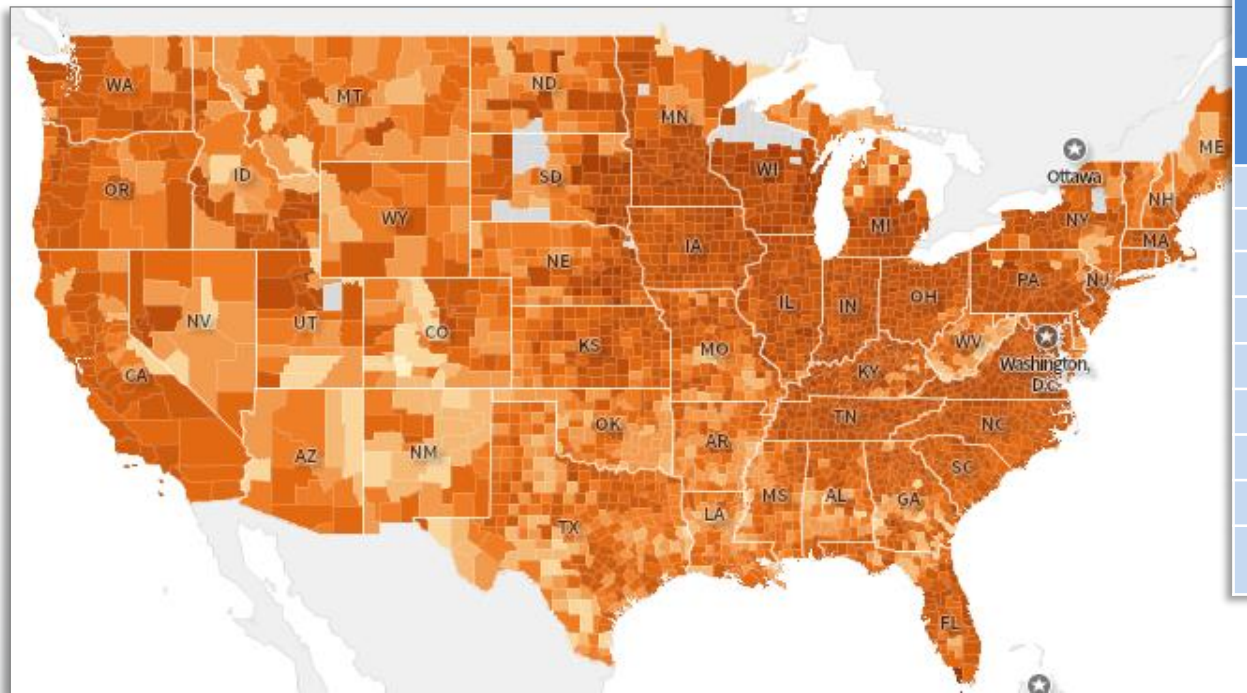 WA
MT
ND
MN
ME
OR
ID
SD
WI
Ottawa
NH
WY
NY
MA
MI
NE
IA
PA
NJ
NV
UT
CO
IL
IN
OH
WV
Washington,
D.C.
CA
KS
MO
KY
TN
NC
AZ
NM
OK
AR
SC
MS
AL
GA
LA
TX
FL